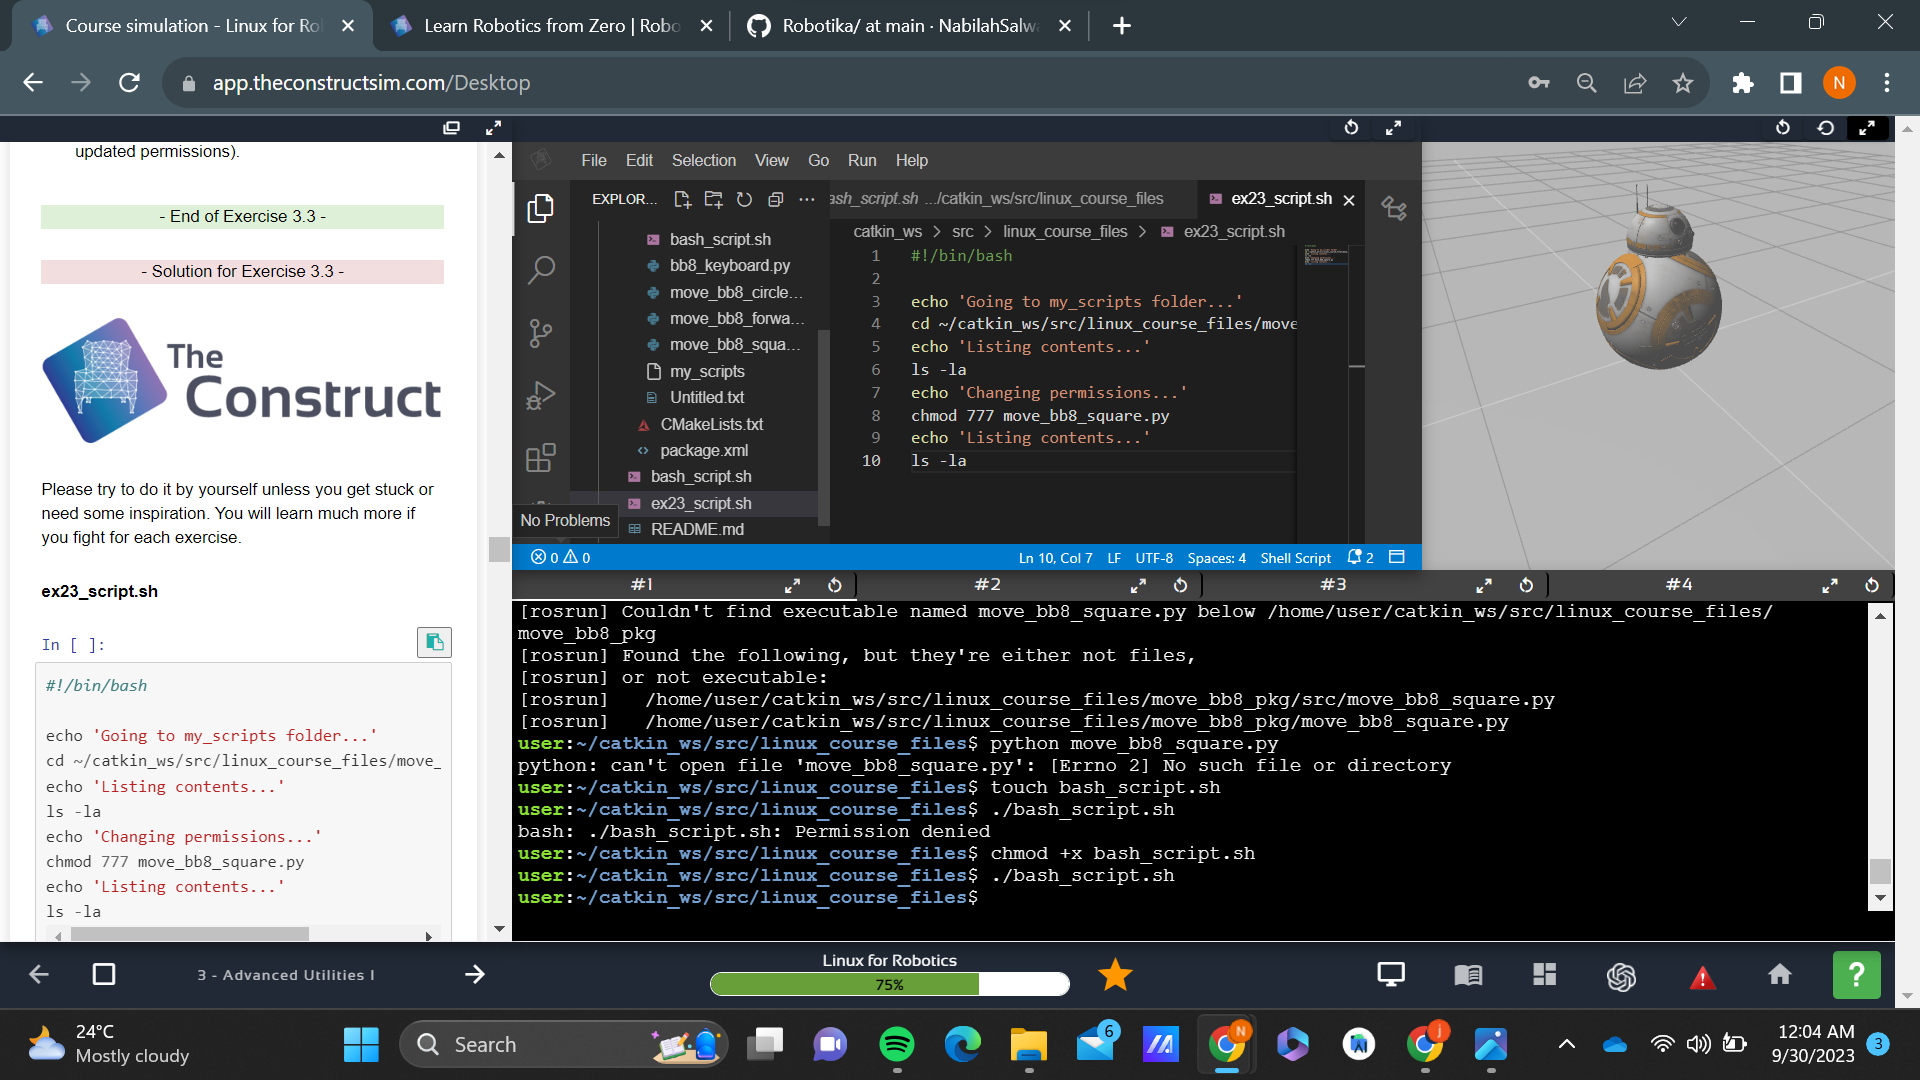 Course simulation - Linux for Ro
Learn Robotics from Zero | Robo
Robotika/ at main · NabilahSalwa
app.theconstructsim.com/Desktop
N
updated permissions).
- End of Exercise 3.3 -
- Solution for Exercise 3.3 -
The
Construct
Please try to do it by yourself unless you get stuck or
need some inspiration. You will learn much more if
you fight for each exercise.
ex23_script.sh
In [ ]:
#!/bin/bash
echo 'Going to my_scripts folder...'
cd ~/catkin_ws/src/linux_course_files/move_
echo 'Listing contents...'
ls -la
echo 'Changing permissions...'
chmod 777 move_bb8_square.py
echo 'Listing contents...'
ls -la
File Edit Selection View Go Run Help
EXPLOR...
bash_script.sh
bb8_keyboard.py
move_bb8_circle...
move_bb8_forwa...
move_bb8_squa...
my_scripts
Untitled.txt
CMakeLists.txt
package.xml
bash_script.sh
ex23_script.sh
README.md
No Problems
ash_script.sh .../catkin_ws/src/linux_course_files
ex23_script.sh
catkin_ws > src > linux_course_files > ex23_script.sh
1 #!/bin/bash
2
3 echo 'Going to my_scripts folder...'
4 cd ~/catkin_ws/src/linux_course_files/move
5 echo 'Listing contents...'
6 ls -la
7 echo 'Changing permissions...'
8 chmod 777 move_bb8_square.py
9 echo 'Listing contents...'
10 ls -la
0 0
Ln 10, Col 7 LF UTF-8 Spaces: 4 Shell Script 2
#1 #2 #3 #4
[rosrun] Couldn't find executable named move_bb8_square.py below /home/user/catkin_ws/src/linux_course_files/
move_bb8_pkg
[rosrun] Found the following, but they're either not files,
[rosrun] or not executable:
[rosrun]   /home/user/catkin_ws/src/linux_course_files/move_bb8_pkg/src/move_bb8_square.py
[rosrun]   /home/user/catkin_ws/src/linux_course_files/move_bb8_pkg/move_bb8_square.py
user:~/catkin_ws/src/linux_course_files$ python move_bb8_square.py
python: can't open file 'move_bb8_square.py': [Errno 2] No such file or directory
user:~/catkin_ws/src/linux_course_files$ touch bash_script.sh
user:~/catkin_ws/src/linux_course_files$ ./bash_script.sh
bash: ./bash_script.sh: Permission denied
user:~/catkin_ws/src/linux_course_files$ chmod +x bash_script.sh
user:~/catkin_ws/src/linux_course_files$ ./bash_script.sh
user:~/catkin_ws/src/linux_course_files$
3 - Advanced Utilities I
Linux for Robotics
75%
?
24°C
Mostly cloudy
Search
6
N
j
12:04 AM
9/30/2023
3